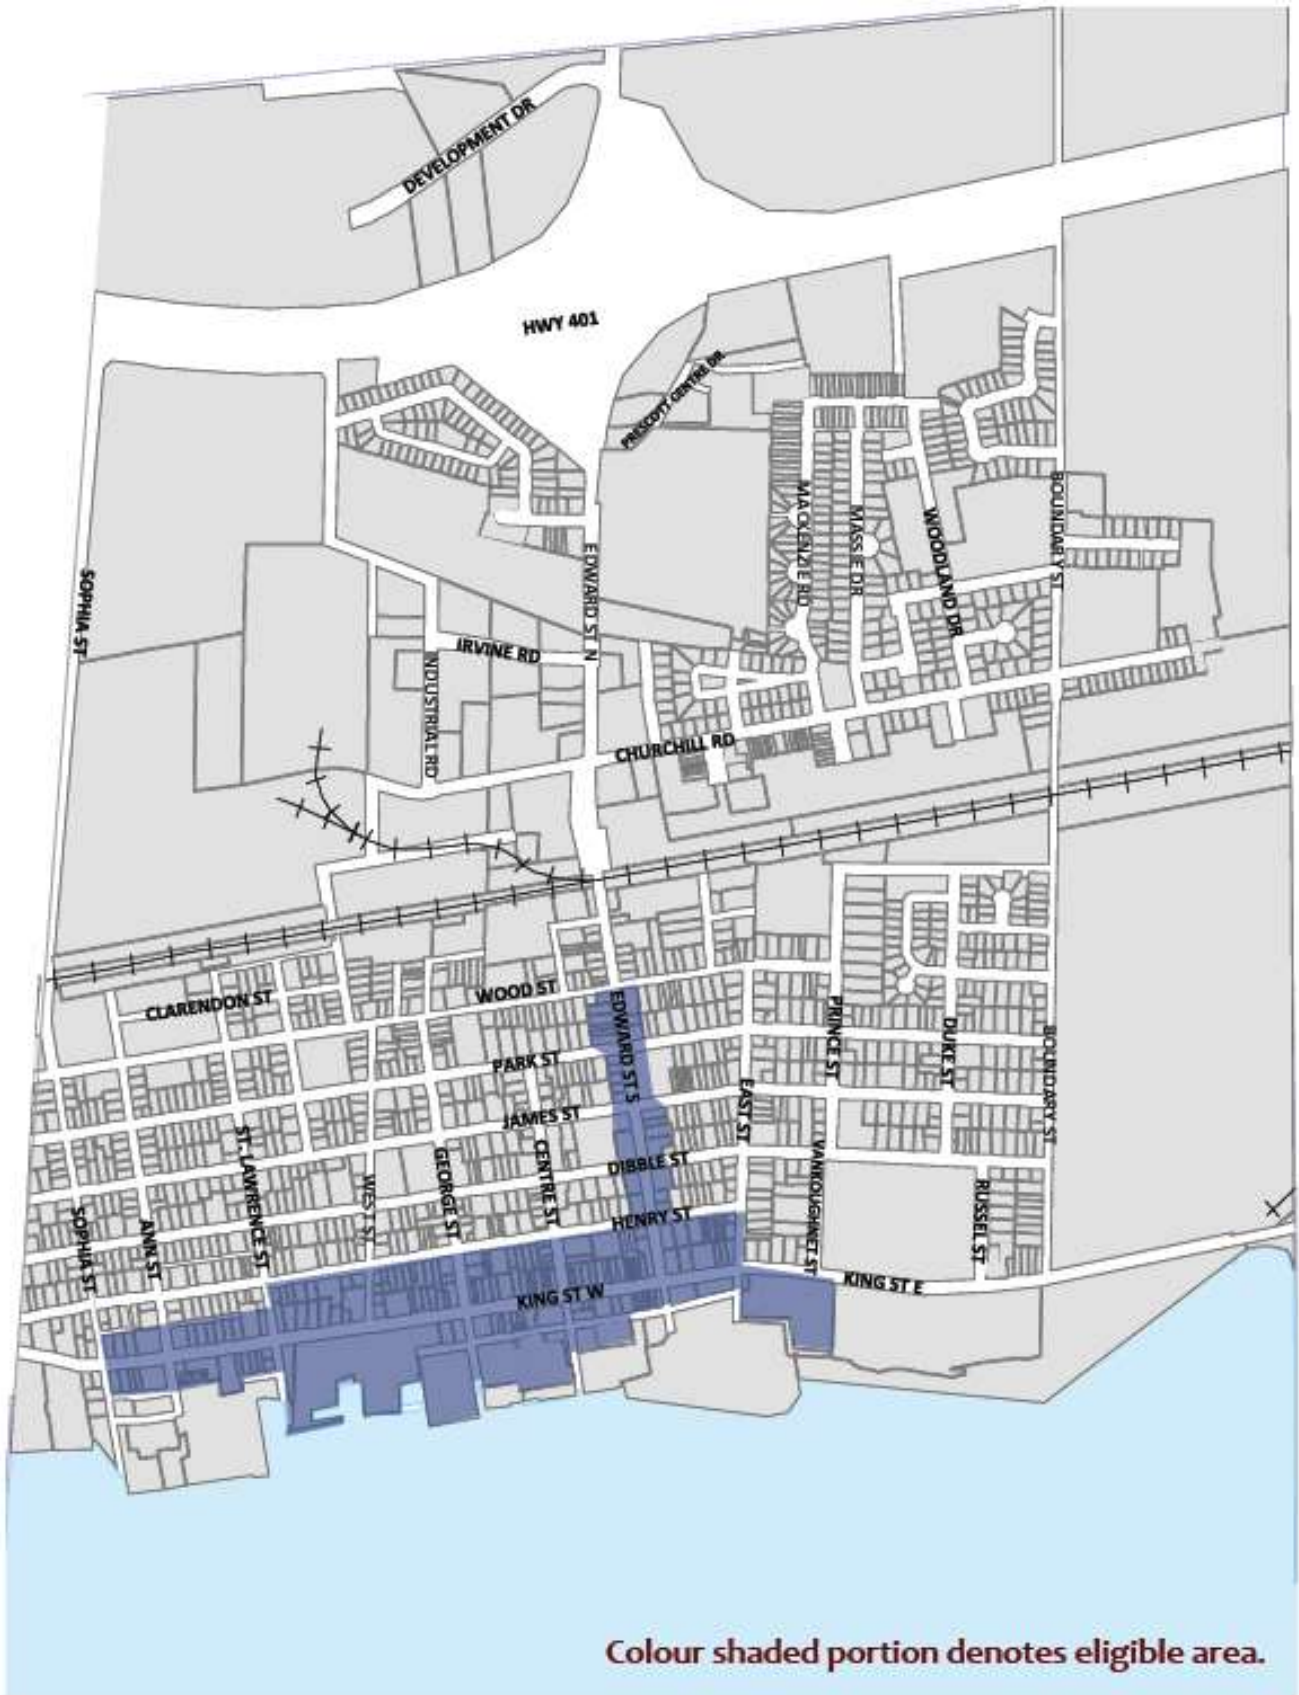 DEVELOPMENT DR
HWY 401
PRESCOTT CENTRE DR
MACKENZIE RD
MASSIE DR
WOODLAND DR
BOUNDARY ST
SOPHIA ST
EDWARD ST N
IRVINE RD
INDUSTRIAL RD
CHURCHILL RD
CLARENDON ST
WOOD ST
EDWARD ST S
PRINCE ST
DUKE ST
BOUNDARY ST
PARK ST
EAST ST
JAMES ST
ST. LAWRENCE ST
WEST ST
GEORGE ST
CENTRE ST
DIBBLE ST
VANKOUGHNET ST
RUSSEL ST
SOPHIA ST
ANN ST
HENRY ST
KING ST W
KING ST E
Colour shaded portion denotes eligible area.